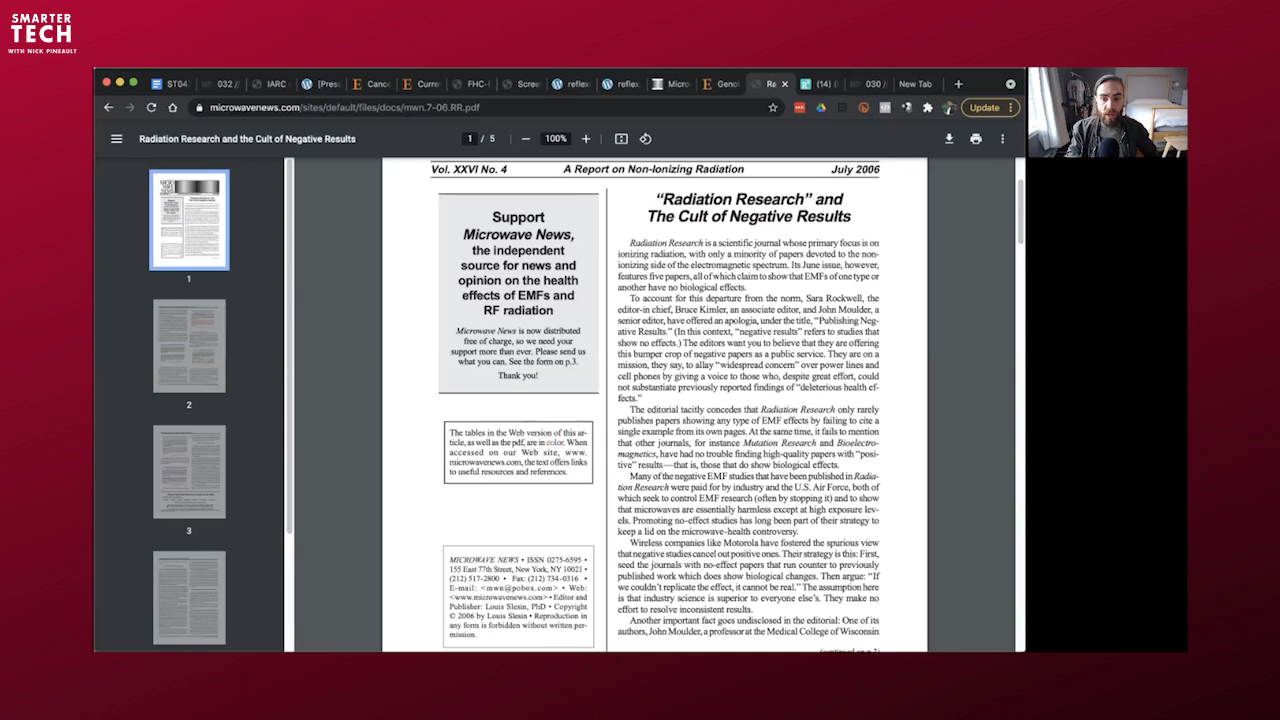 SMARTER
TECH
WITH NICK PINEAULT
ST04
032 //
IARC
[Pres
Canc
Curre
FHC-
Scree
reflex
reflex
Micro
Geno
Ra
(14) (
030 /
New Tab
microwavenews.com/sites/default/files/docs/mwn.7-06.RR.pdf
Update
Radiation Research and the Cult of Negative Results
1 / 5
100%
1
2
3
Vol. XXVI No. 4
A Report on Non-Ionizing Radiation
July 2006
Support
Microwave News,
the independent
source for news and
opinion on the health
effects of EMFs and
RF radiation
Microwave News is now distributed
free of charge, so we need your
support more than ever. Please send us
what you can. See the form on p.3.
Thank you!
The tables in the Web version of this ar-
ticle, as well as the pdf, are in color. When
accessed on our Web site, www.
microwavenews.com, the text offers links
to useful resources and references.
MICROWAVE NEWS • ISSN 0275-6595 •
155 East 77th Street, New York, NY 10021 •
(212) 517-2800 • Fax: (212) 734-0316 •
E-mail: <mwn@pobox.com> • Web:
<www.microwavenews.com> • Editor and
Publisher: Louis Slesin, PhD • Copyright
© 2006 by Louis Slesin • Reproduction in
any form is forbidden without written per-
mission.
“Radiation Research” and
The Cult of Negative Results
Radiation Research is a scientific journal whose primary focus is on
ionizing radiation, with only a minority of papers devoted to the non-
ionizing side of the electromagnetic spectrum. Its June issue, however,
features five papers, all of which claim to show that EMFs of one type or
another have no biological effects.
To account for this departure from the norm, Sara Rockwell, the
editor-in chief, Bruce Kimler, an associate editor, and John Moulder, a
senior editor, have offered an apologia, under the title, “Publishing Neg-
ative Results.” (In this context, “negative results” refers to studies that
show no effects.) The editors want you to believe that they are offering
this bumper crop of negative papers as a public service. They are on a
mission, they say, to allay “widespread concern” over power lines and
cell phones by giving a voice to those who, despite great effort, could
not substantiate previously reported findings of “deleterious health ef-
fects.”
The editorial tacitly concedes that Radiation Research only rarely
publishes papers showing any type of EMF effects by failing to cite a
single example from its own pages. At the same time, it fails to mention
that other journals, for instance Mutation Research and Bioelectro-
magnetics, have had no trouble finding high-quality papers with “posi-
tive” results—that is, those that do show biological effects.
Many of the negative EMF studies that have been published in Radia-
tion Research were paid for by industry and the U.S. Air Force, both of
which seek to control EMF research (often by stopping it) and to show
that microwaves are essentially harmless except at high exposure lev-
els. Promoting no-effect studies has long been part of their strategy to
keep a lid on the microwave-health controversy.
Wireless companies like Motorola have fostered the spurious view
that negative studies cancel out positive ones. Their strategy is this: First,
seed the journals with no-effect papers that run counter to previously
published work which does show biological changes. Then argue: “If
we couldn’t replicate the effect, it cannot be real.” The assumption here
is that industry science is superior to everyone else’s. They make no
effort to resolve inconsistent results.
Another important fact goes undisclosed in the editorial: One of its
authors, John Moulder, a professor at the Medical College of Wisconsin
(continued on p.2)